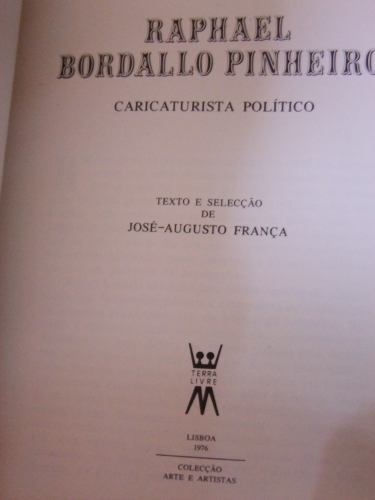 RAPHAEL
BORDALLO PINHEIRO
CARICATURISTA POLÍTICO
TEXTO E SELECÇÃO
DE
JOSÉ-AUGUSTO FRANÇA
TERRA
LIVRE
LISBOA
1976
COLECÇÃO
ARTE E ARTISTAS